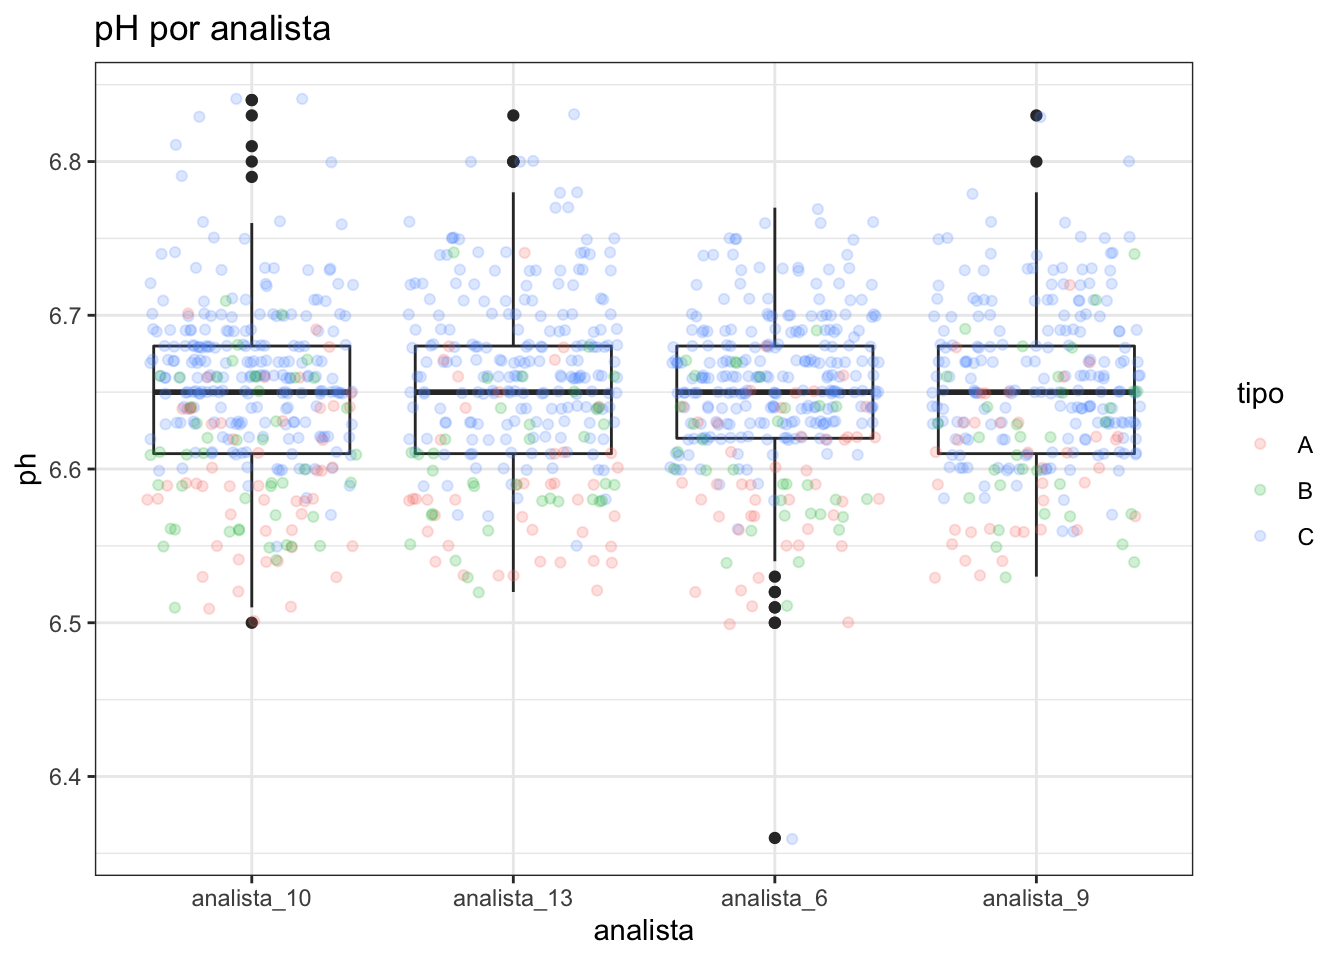 pH por analista
ph
6.8
6.7
6.6
6.5
6.4
analista_10
analista_13
analista_6
analista_9
analista
tipo
A
B
C